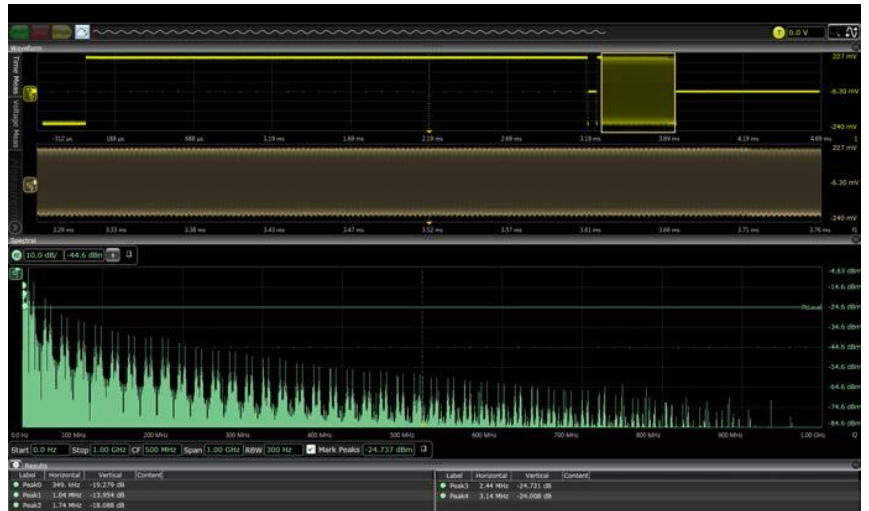 T 0.0 V
Waveform
Time Meas
Voltage Meas
227 mV
-6.30 mV
-240 mV
-312 µs 188 µs 688 µs 1.19 ms 1.69 ms 2.19 ms 2.69 ms 3.19 ms 3.69 ms 4.19 ms 4.69 ms
227 mV
-6.30 mV
-240 mV
3.29 ms 3.33 ms 3.38 ms 3.43 ms 3.47 ms 3.52 ms 3.57 ms 3.61 ms 3.66 ms 3.71 ms 3.76 ms f1
Spectral
10.0 dB/ -44.6 dBm +
-4.63 dBm
-14.6 dBm
PkLevel -24.6 dBm
-34.6 dBm
-44.6 dBm
-54.6 dBm
-64.6 dBm
-74.6 dBm
-84.6 dBm
0.0 Hz 100 MHz 200 MHz 300 MHz 400 MHz 500 MHz 600 MHz 700 MHz 800 MHz 900 MHz 1.00 GHz f2
Start 0.0 Hz Stop 1.00 GHz CF 500 MHz Span 1.00 GHz RBW 300 Hz Mark Peaks -24.737 dBm
Results
Label Horizontal Vertical Content
Peak0 349. kHz -19.279 dB
Peak1 1.04 MHz -13.954 dB
Peak2 1.74 MHz -18.088 dB
Label Horizontal Vertical Content
Peak3 2.44 MHz -24.721 dB
Peak4 3.14 MHz -24.008 dB